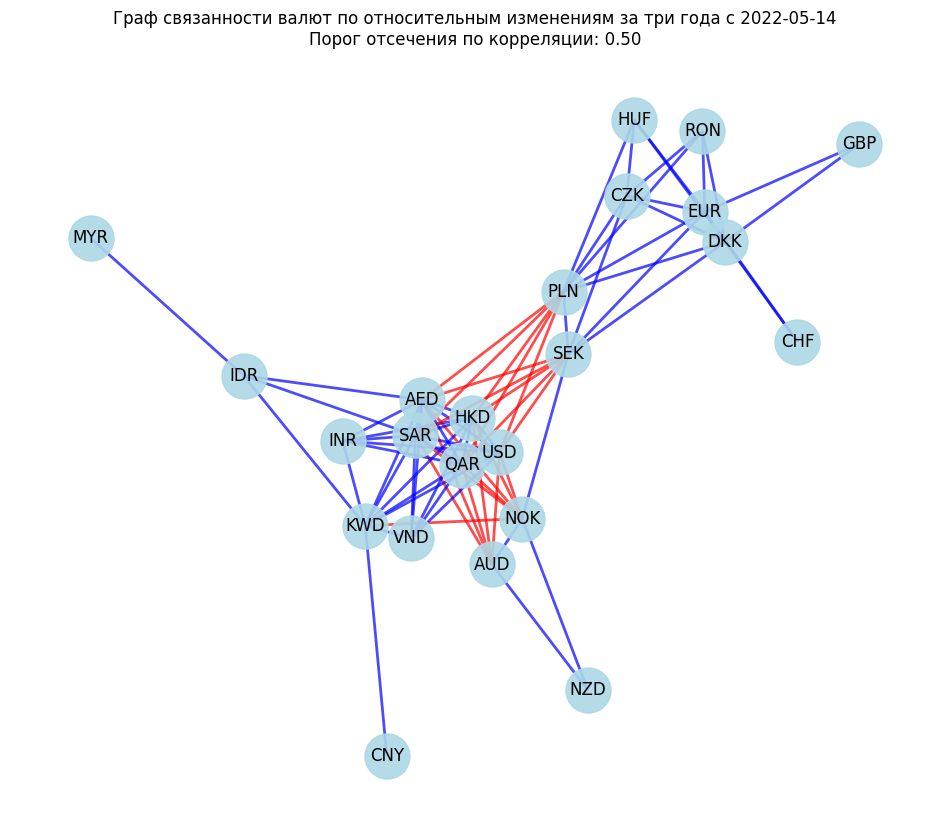 Граф связанности валют по относительным изменениям за три года с 2022-05-14
Порог отсечения по корреляции: 0.50
HUF
RON
GBP
CZK
EUR
MYR
DKK
PLN
CHF
SEK
IDR
AED
HKD
SAR
INR
USD
QAR
NOK
KWD
VND
AUD
NZD
CNY